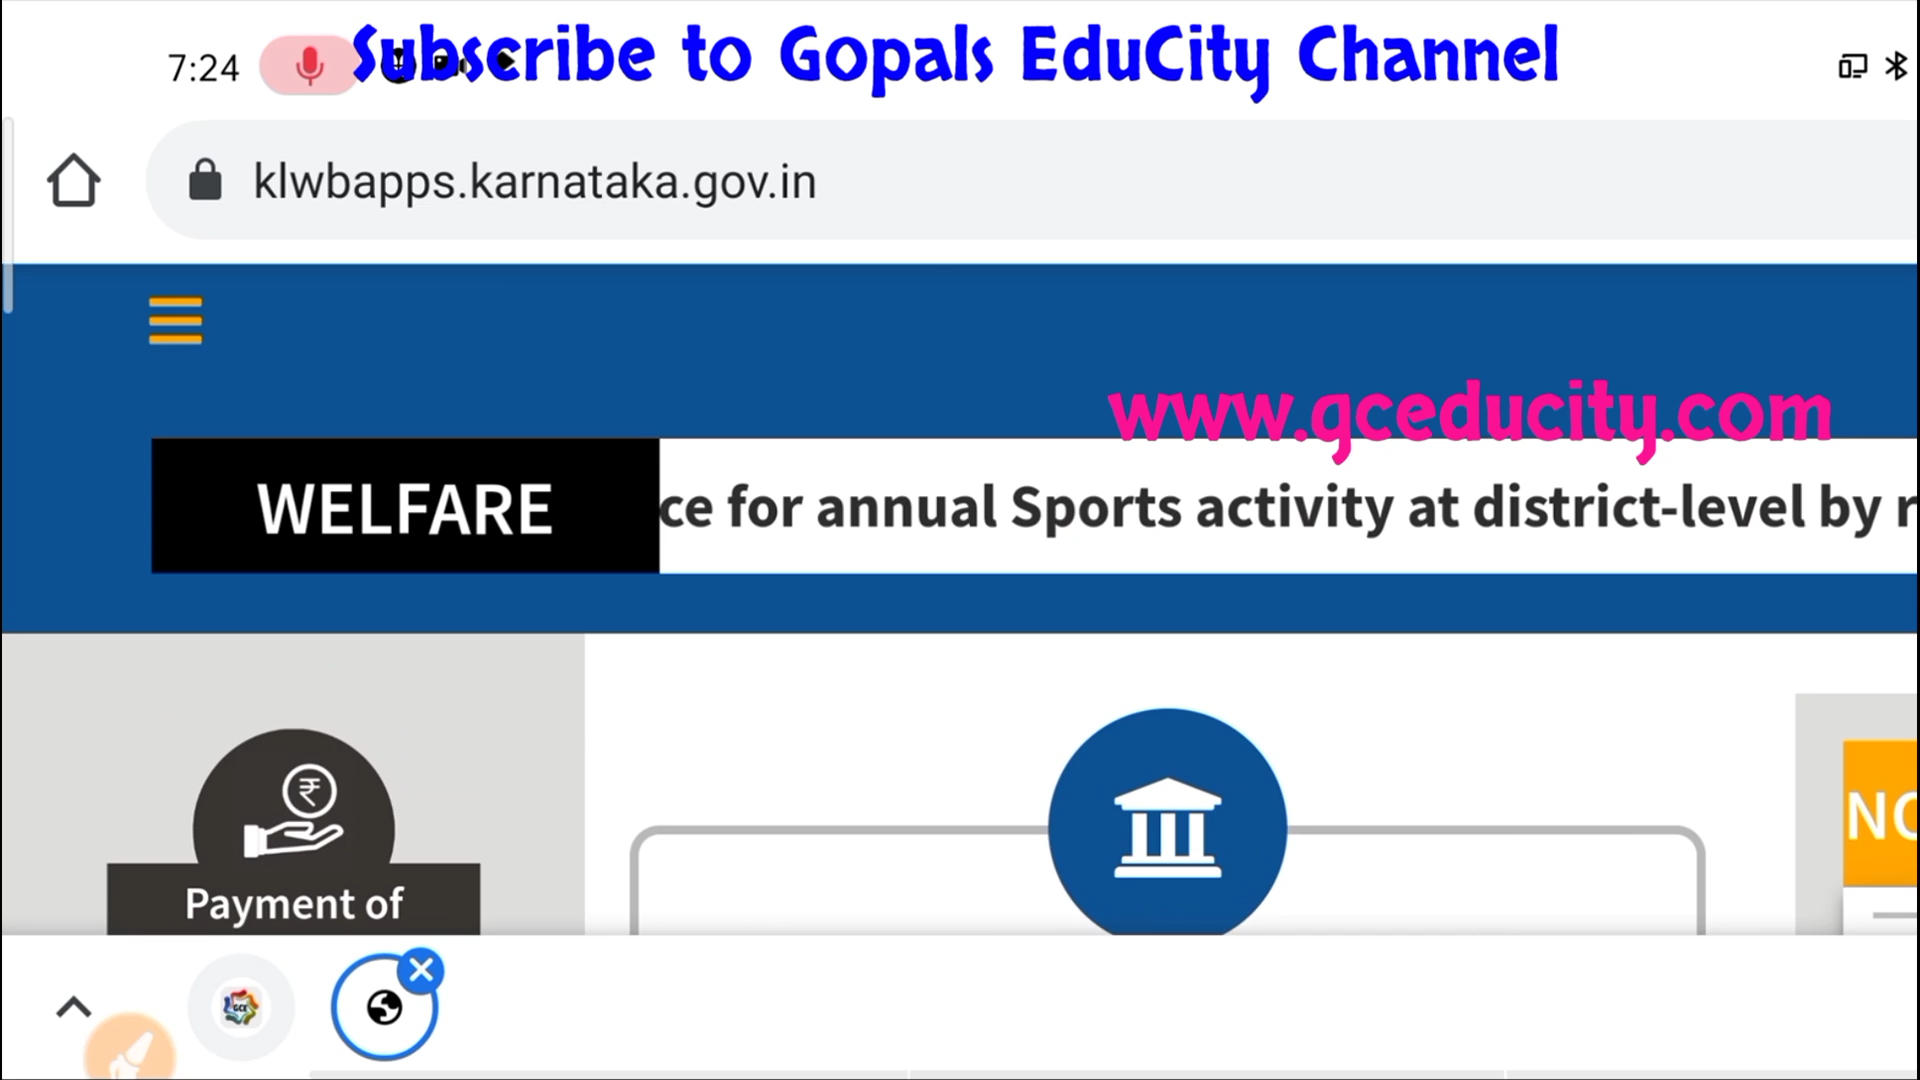 Subscribe to Gopals EduCity Channel
7:24
klwbapps.karnataka.gov.in
www.gceducity.com
WELFARE
ce for annual Sports activity at district-level by r
₹
NO
Payment of
GCE